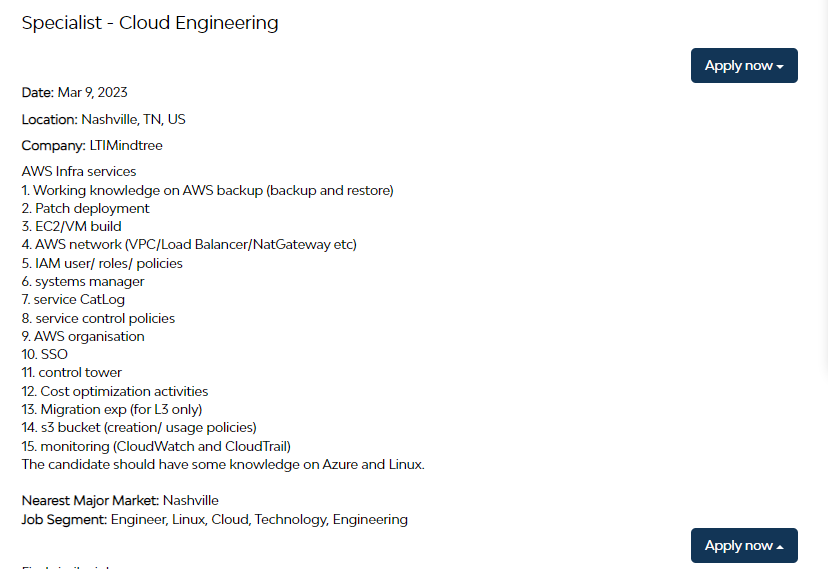 Specialist - Cloud Engineering
Apply now
Date: Mar 9, 2023
Location: Nashville, TN, US
Company: LTIMindtree
AWS Infra services
1. Working knowledge on AWS backup (backup and restore)
2. Patch deployment
3. EC2/VM build
4. AWS network (VPC/Load Balancer/NatGateway etc)
5. IAM user/ roles/ policies
6. systems manager
7. service CatLog
8. service control policies
9. AWS organisation
10. SSO
11. control tower
12. Cost optimization activities
13. Migration exp (for L3 only)
14. s3 bucket (creation/ usage policies)
15. monitoring (CloudWatch and CloudTrail)
The candidate should have some knowledge on Azure and Linux.
Nearest Major Market: Nashville
Job Segment: Engineer, Linux, Cloud, Technology, Engineering
Apply now